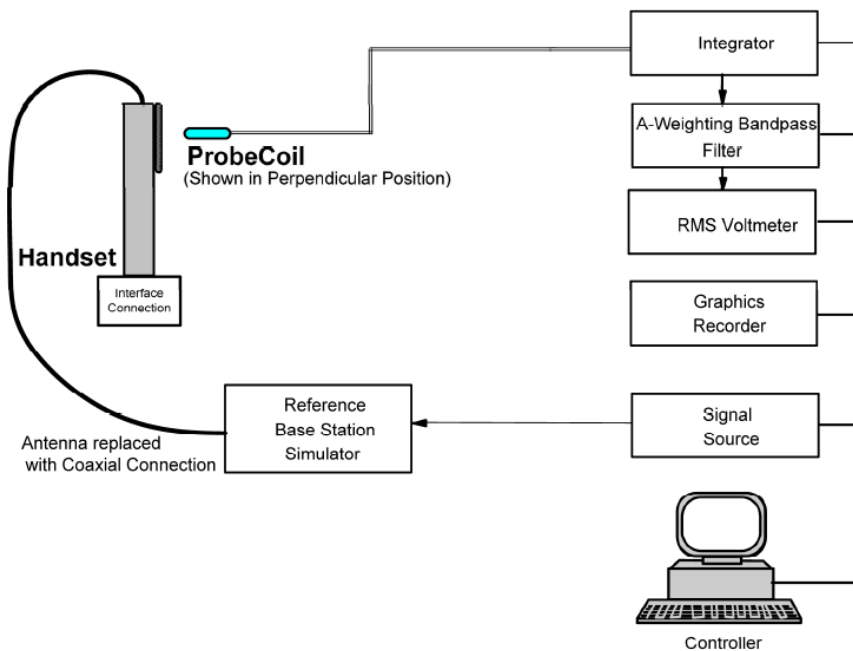 Integrator
A-Weighting Bandpass
Filter
ProbeCoil
(Shown in Perpendicular Position)
RMS Voltmeter
Handset
Interface
Connection
Graphics
Recorder
Reference
Base Station
Simulator
Signal
Source
Antenna replaced
with Coaxial Connection
Controller